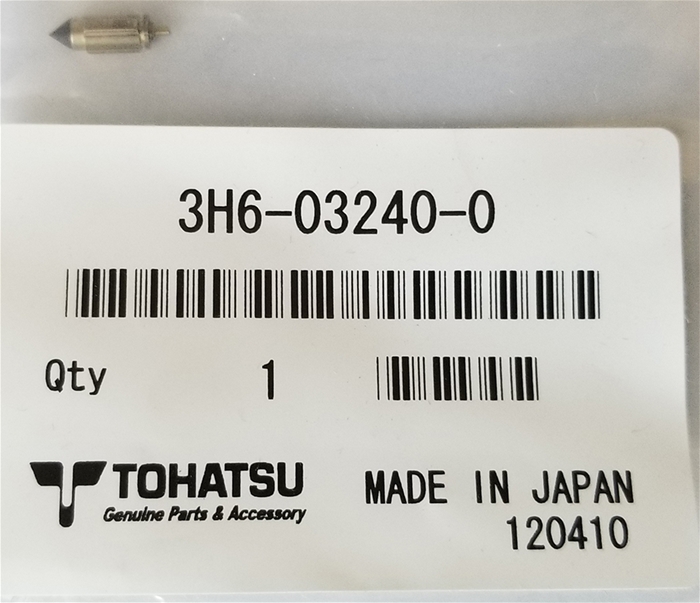 3H6-03240-0
Qty 1
TOHATSU
Genuine Parts & Accessory
MADE IN JAPAN
120410